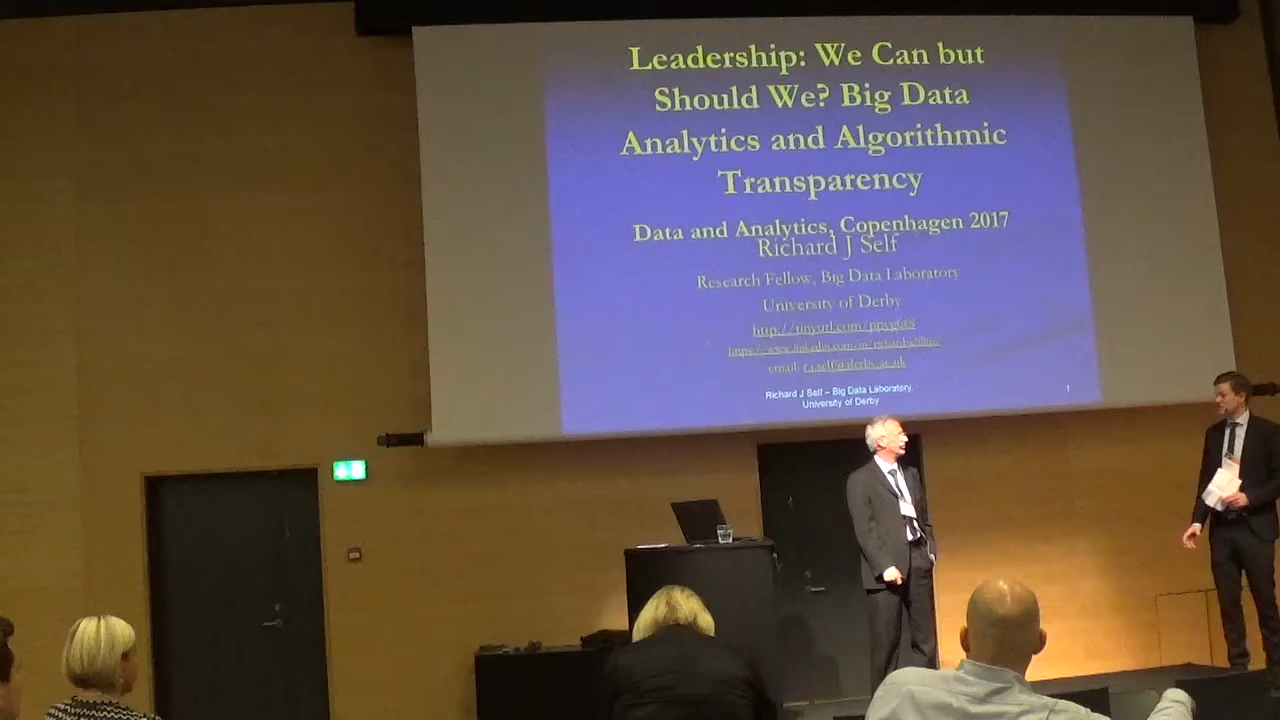 Leadership: We Can but
Should We? Big Data
Analytics and Algorithmic
Transparency
Data and Analytics, Copenhagen 2017
Richard J Self
Research Fellow, Big Data Laboratory
University of Derby
email:
Richard J Self – Big Data Laboratory,
University of Derby
1